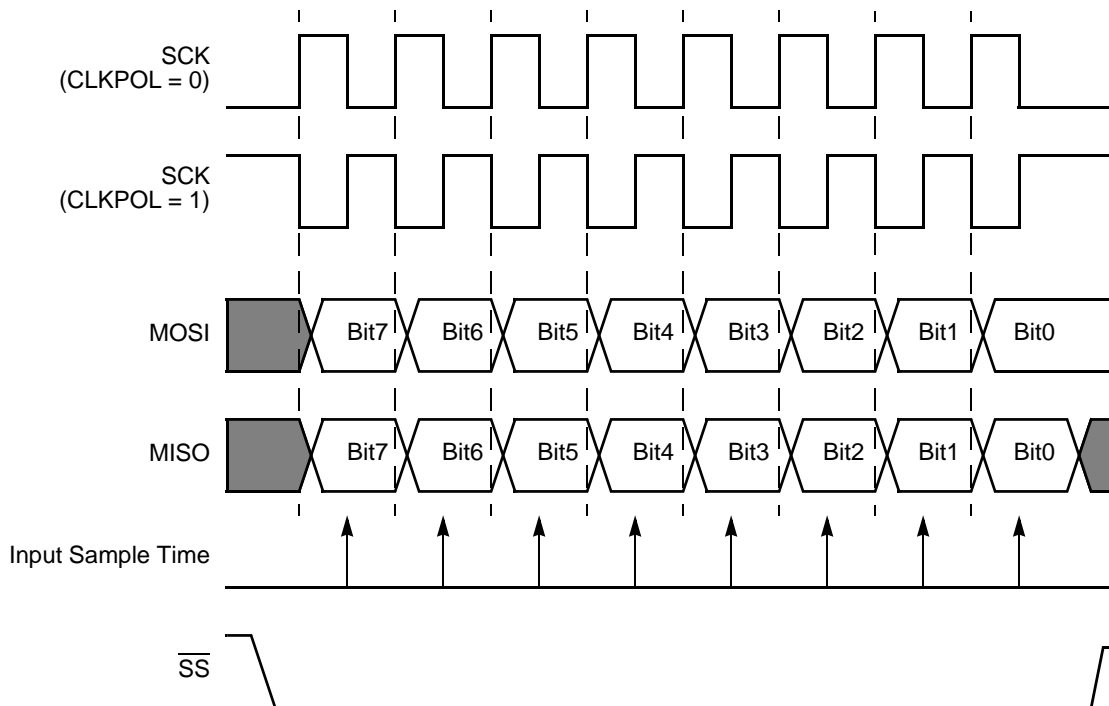 SCK
(CLKPOL = 0)
SCK
(CLKPOL = 1)
MOSI
Bit7 Bit6 Bit5 Bit4 Bit3 Bit2 Bit1 Bit0
MISO
Bit7 Bit6 Bit5 Bit4 Bit3 Bit2 Bit1 Bit0
Input Sample Time
SS